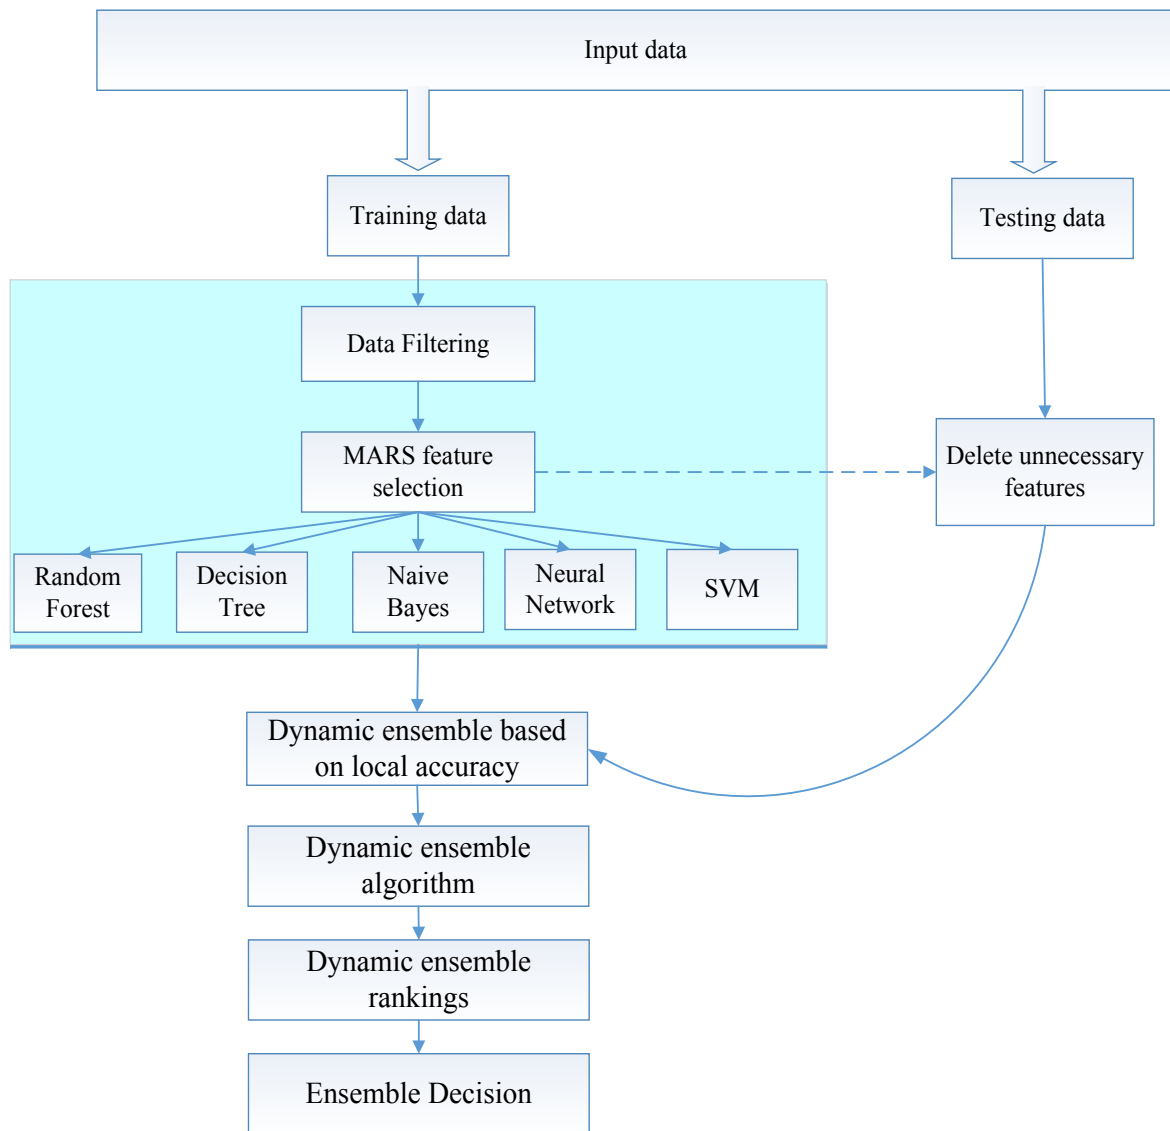 Input data
Training data
Testing data
Data Filtering
MARS feature
selection
Delete unnecessary
features
Random
Forest
Decision
Tree
Naive
Bayes
Neural
Network
SVM
Dynamic ensemble based
on local accuracy
Dynamic ensemble
algorithm
Dynamic ensemble
rankings
Ensemble Decision